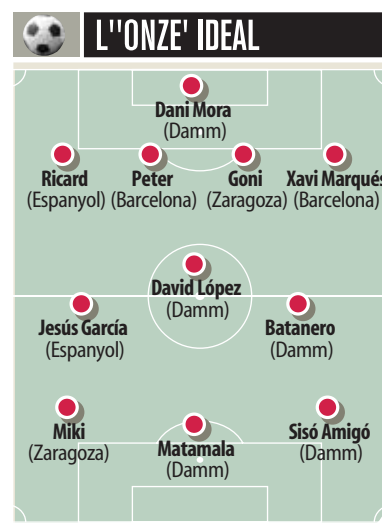 L''ONZE' IDEAL
Dani Mora
(Damm)
Ricard Peter Goni Xavi Marqués
(Espanyol) (Barcelona) (Zaragoza) (Barcelona)
David López
(Damm)
Jesús García Batanero
(Espanyol) (Damm)
Miki Matamala Sisó Amigó
(Zaragoza) (Damm) (Damm)